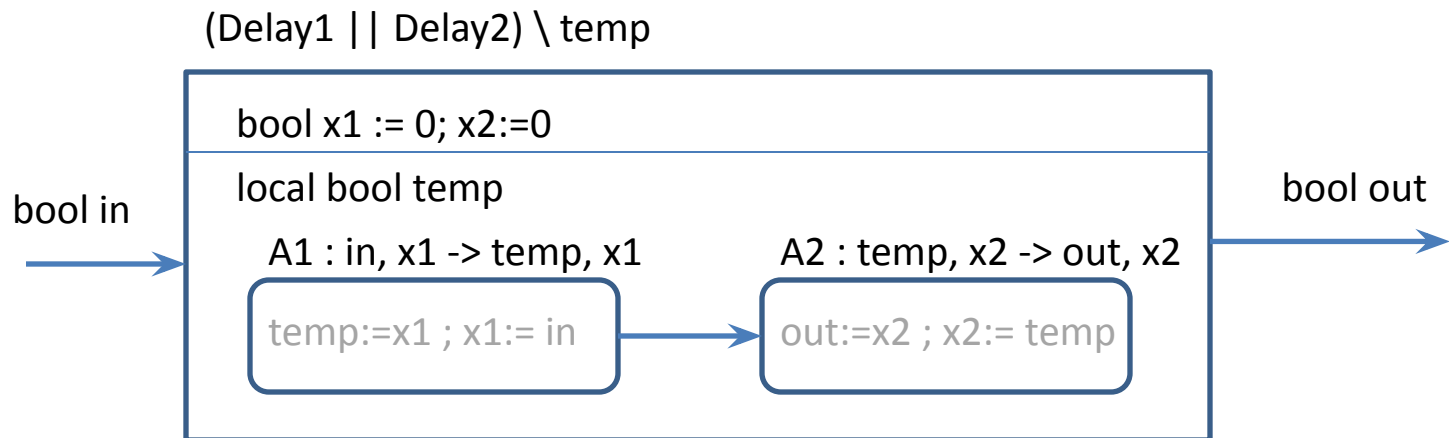 (Delay1 || Delay2) \ temp
bool x1 := 0; x2:=0
local bool temp
bool in
bool out
A1 : in, x1 -> temp, x1
A2 : temp, x2 -> out, x2
temp:=x1 ; x1:= in
out:=x2 ; x2:= temp